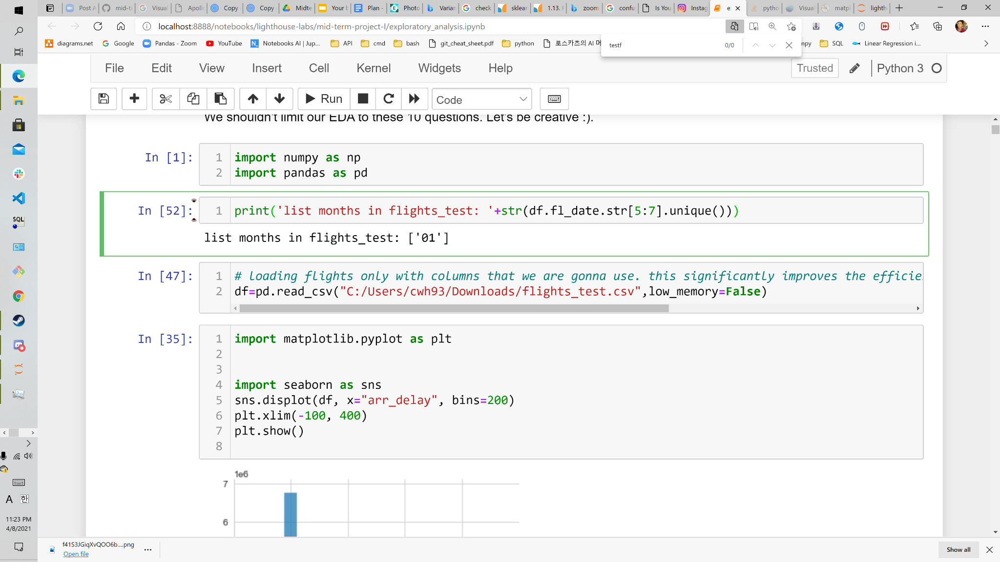 Post A
mid-te
Visual
Apollo
Copy
Copy
Midte
Your b
Plan -
Photo
Varian
check
sklear
1.13. F
zoom
confu
Is You
Instag
e
pytho
Visual
matpl
lighth
localhost:8888/notebooks/lighthouse-labs/mid-term-project-I/exploratory_analysis.ipynb
diagrams.net
Google
Pandas - Zoom
YouTube
Notebooks AI | Jup...
API
cmd
bash
git_cheat_sheet.pdf
python
로스카츠의 AI 머
testf
0/0
mpy
SQL
Linear Regression i...
File Edit View Insert Cell Kernel Widgets Help
Trusted
Python 3
Run
Code
We shouldn't limit our EDA to these 10 questions. Let's be creative :).
In [1]:
1 import numpy as np
2 import pandas as pd
In [52]:
1 print('list months in flights_test: '+str(df.fl_date.str[5:7].unique()))
list months in flights_test: ['01']
In [47]:
1 # loading flights only with columns that we are gonna use. this significantly improves the efficie
2 df=pd.read_csv("C:/Users/cwh93/Downloads/flights_test.csv",low_memory=False)
In [35]:
1 import matplotlib.pyplot as plt
2
3
4 import seaborn as sns
5 sns.displot(df, x="arr_delay", bins=200)
6 plt.xlim(-100, 400)
7 plt.show()
8
1e6
7
6
SQL
A 한
11:23 PM
4/8/2021
f41S3JGiqXvQOO6b....png
Open file
Show all